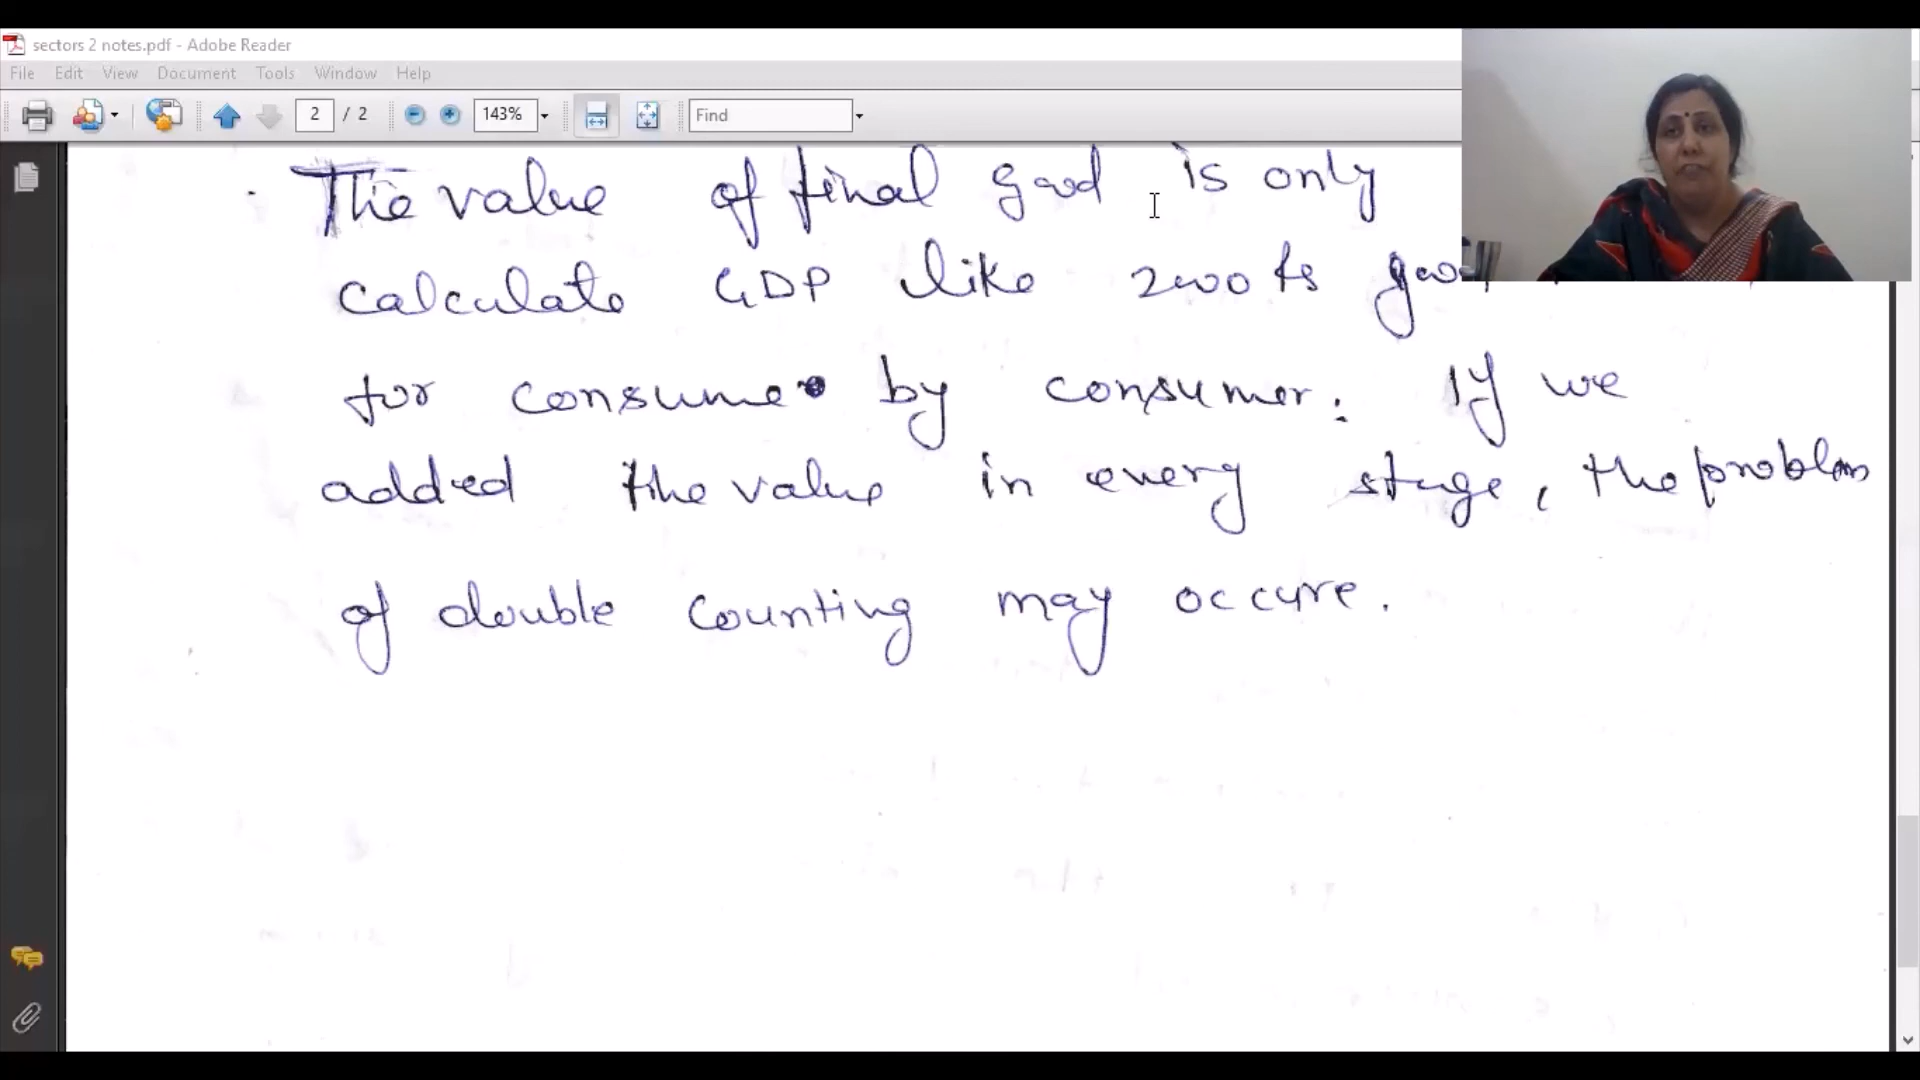 sectors 2 notes.pdf - Adobe Reader
File Edit View Document Tools Window Help
2 / 2 143% Find
The value of final good is only
calculate GDP like 2000 Rs
for consume by consumer. If we
added the value in every stage, the problem
of double counting may occure.